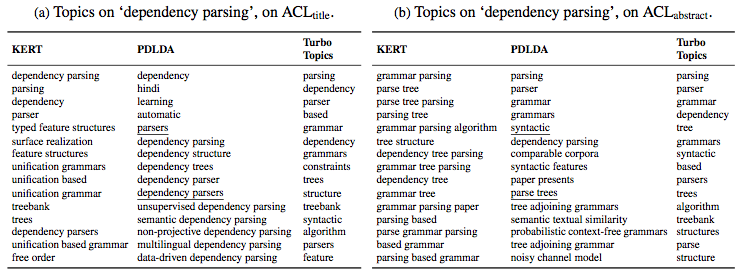 (a) Topics on ‘dependency parsing’, on ACLtitle.
KERT PDLDA Turbo Topics
dependency parsing dependency parsing
parsing hindi dependency
dependency learning parser
parser automatic based
typed feature structures parsers grammar
surface realization dependency parsing dependency
feature structures dependency structure grammars
unification grammars dependency trees constraints
unification based dependency parser trees
unification grammar dependency parsers structure
treebank unsupervised dependency parsing treebank
trees semantic dependency parsing syntactic
dependency parsers non-projective dependency parsing algorithm
unification based grammar multilingual dependency parsing parsers
free order data-driven dependency parsing feature
(b) Topics on ‘dependency parsing’, on ACLabstract.
KERT PDLDA Turbo Topics
grammar parsing parsing parsing
parse tree parser parser
parse tree parsing grammar grammar
parsing tree grammars dependency
grammar parsing algorithm syntactic tree
tree structure dependency parsing grammars
dependency tree parsing comparable corpora syntactic
grammar tree parsing syntactic features based
dependency tree paper presents parsers
grammar tree parse trees trees
grammar parsing paper tree adjoining grammars algorithm
parsing based semantic textual similarity treebank
parse grammar parsing probabilistic context-free grammars structures
based grammar tree adjoining grammar parse
parsing based grammar noisy channel model structure